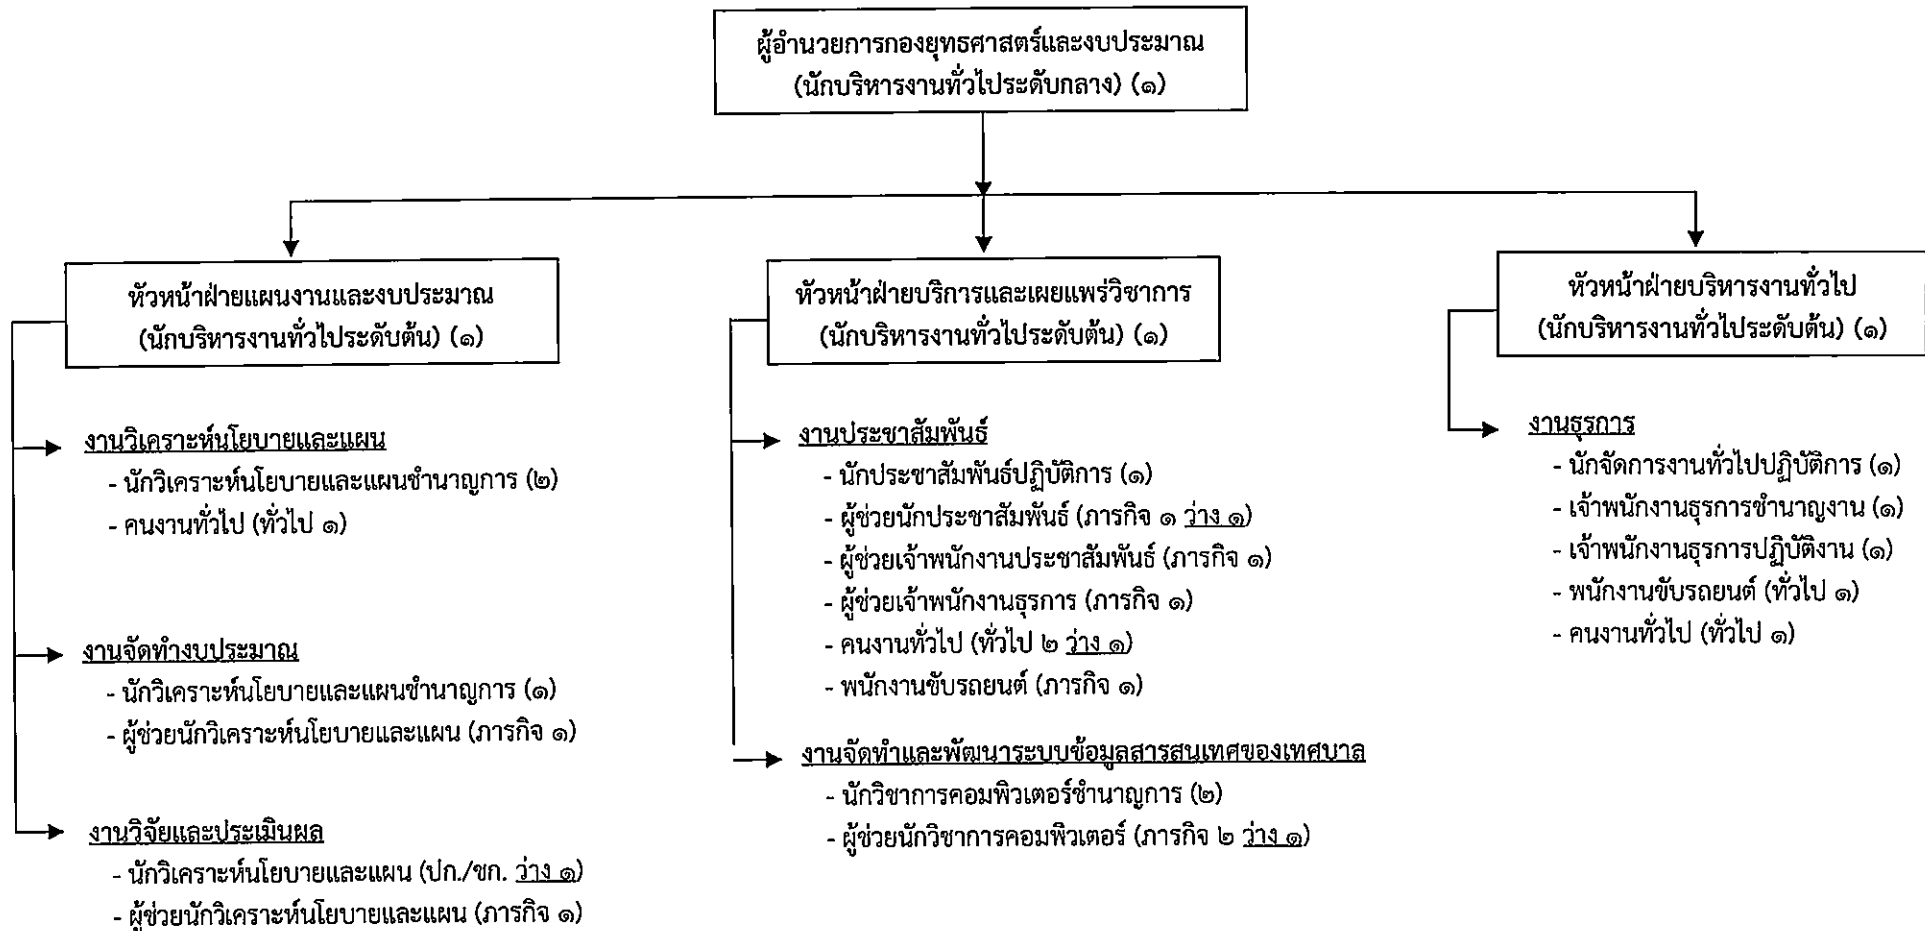 ผู้อำนวยการกองยุทธศาสตร์และงบประมาณ
(นักบริหารงานทั่วไประดับกลาง) (๑)
หัวหน้าฝ่ายแผนงานและงบประมาณ
(นักบริหารงานทั่วไประดับต้น) (๑)
งานวิเคราะห์นโยบายและแผน
- นักวิเคราะห์นโยบายและแผนชำนาญการ (๒)
- คนงานทั่วไป (ทั่วไป ๑)
งานจัดทำงบประมาณ
- นักวิเคราะห์นโยบายและแผนชำนาญการ (๑)
- ผู้ช่วยนักวิเคราะห์นโยบายและแผน (ภารกิจ ๑)
งานวิจัยและประเมินผล
- นักวิเคราะห์นโยบายและแผน (ปก./ชก. ว่าง ๑)
- ผู้ช่วยนักวิเคราะห์นโยบายและแผน (ภารกิจ ๑)
หัวหน้าฝ่ายบริการและเผยแพร่วิชาการ
(นักบริหารงานทั่วไประดับต้น) (๑)
งานประชาสัมพันธ์
- นักประชาสัมพันธ์ปฏิบัติการ (๑)
- ผู้ช่วยนักประชาสัมพันธ์ (ภารกิจ ๑ ว่าง ๑)
- ผู้ช่วยเจ้าพนักงานประชาสัมพันธ์ (ภารกิจ ๑)
- ผู้ช่วยเจ้าพนักงานธุรการ (ภารกิจ ๑)
- คนงานทั่วไป (ทั่วไป ๒ ว่าง ๑)
- พนักงานขับรถยนต์ (ภารกิจ ๑)
งานจัดทำและพัฒนาระบบข้อมูลสารสนเทศของเทศบาล
- นักวิชาการคอมพิวเตอร์ชำนาญการ (๒)
- ผู้ช่วยนักวิชาการคอมพิวเตอร์ (ภารกิจ ๒ ว่าง ๑)
หัวหน้าฝ่ายบริหารงานทั่วไป
(นักบริหารงานทั่วไประดับต้น) (๑)
งานธุรการ
- นักจัดการงานทั่วไปปฏิบัติการ (๑)
- เจ้าพนักงานธุรการชำนาญงาน (๑)
- เจ้าพนักงานธุรการปฏิบัติงาน (๑)
- พนักงานขับรถยนต์ (ทั่วไป ๑)
- คนงานทั่วไป (ทั่วไป ๑)